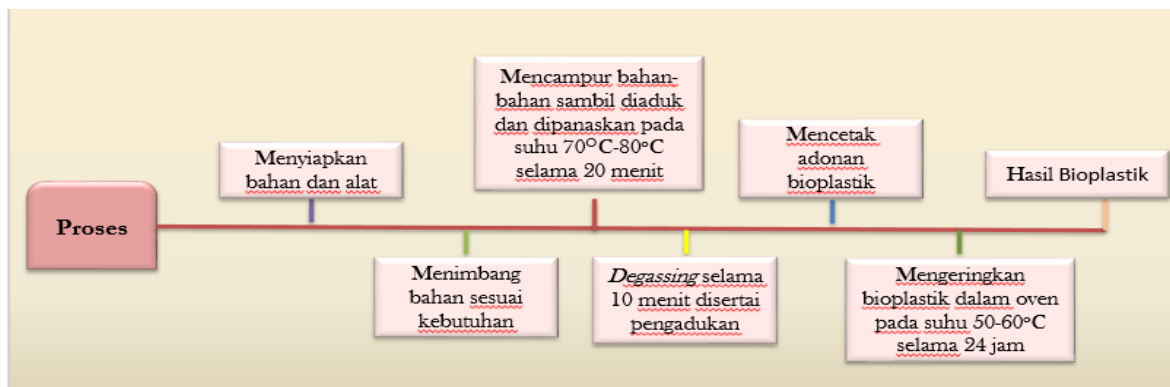 Proses
Menyiapkan
bahan dan alat
Menimbang
bahan sesuai
kebutuhan
Mencampur bahan-
bahan sambil diaduk
dan dipanaskan pada
suhu 70°C-80°C
selama 20 menit
Degassing selama
10 menit disertai
pengadukan
Mencetak
adonan
bioplastik
Mengeringkan
bioplastik dalam oven
pada suhu 50-60°C
selama 24 jam
Hasil Bioplastik